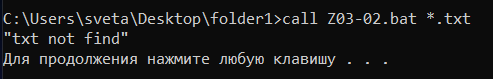 C:\Users\sveta\Desktop\folder1>call Z03-02.bat *.txt
"txt not find"
Для продолжения нажмите любую клавишу . . .